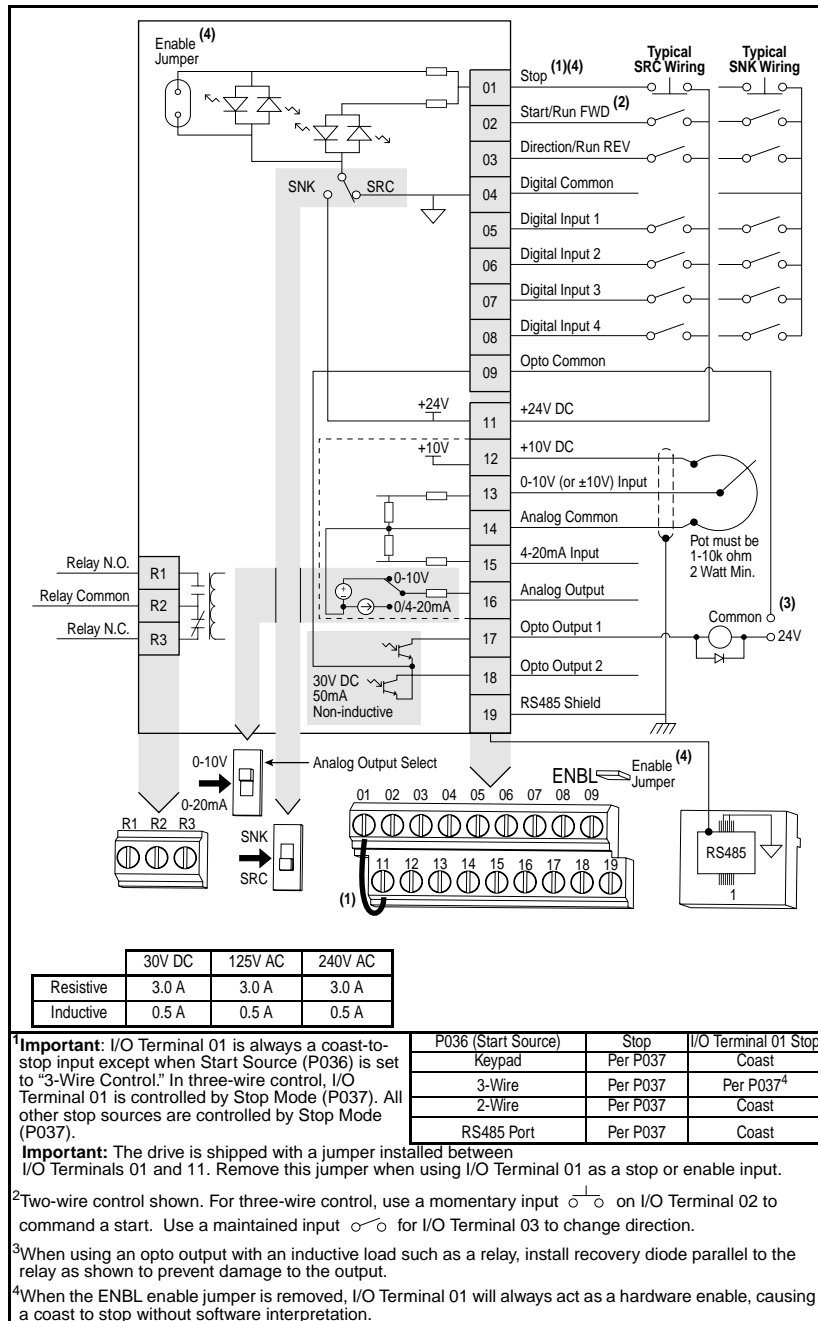 Enable (4)
Jumper
Typical
SRC Wiring
Typical
SNK Wiring
01
Stop (1)(4)
02
Start/Run FWD (2)
03
Direction/Run REV
SNK
SRC
04
Digital Common
05
Digital Input 1
06
Digital Input 2
07
Digital Input 3
08
Digital Input 4
09
Opto Common
+24V
11
+24V DC
+10V
12
+10V DC
13
0-10V (or ±10V) Input
14
Analog Common
Pot must be
1-10k ohm
2 Watt Min.
15
4-20mA Input
Relay N.O.
R1
Relay Common
R2
Relay N.C.
R3
0-10V
0/4-20mA
+
16
Analog Output
17
Opto Output 1
Common
(3)
24V
18
Opto Output 2
30V DC
50mA
Non-inductive
19
RS485 Shield
0-10V
0-20mA
Analog Output Select
ENBL
Enable (4)
Jumper
01 02 03 04 05 06 07 08 09
R1 R2 R3
SNK
SRC
11 12 13 14 15 16 17 18 19
(1)
RS485
1
30V DC 125V AC 240V AC
Resistive 3.0 A 3.0 A 3.0 A
Inductive 0.5 A 0.5 A 0.5 A
1Important: I/O Terminal 01 is always a coast-to-
stop input except when Start Source (P036) is set
to “3-Wire Control.” In three-wire control, I/O
Terminal 01 is controlled by Stop Mode (P037). All
other stop sources are controlled by Stop Mode
(P037).
P036 (Start Source) Stop I/O Terminal 01 Stop
Keypad Per P037 Coast
3-Wire Per P037 Per P0374
2-Wire Per P037 Coast
RS485 Port Per P037 Coast
Important: The drive is shipped with a jumper installed between
I/O Terminals 01 and 11. Remove this jumper when using I/O Terminal 01 as a stop or enable input.
2Two-wire control shown. For three-wire control, use a momentary input on I/O Terminal 02 to
command a start. Use a maintained input for I/O Terminal 03 to change direction.
3When using an opto output with an inductive load such as a relay, install recovery diode parallel to the
relay as shown to prevent damage to the output.
4When the ENBL enable jumper is removed, I/O Terminal 01 will always act as a hardware enable, causing
a coast to stop without software interpretation.